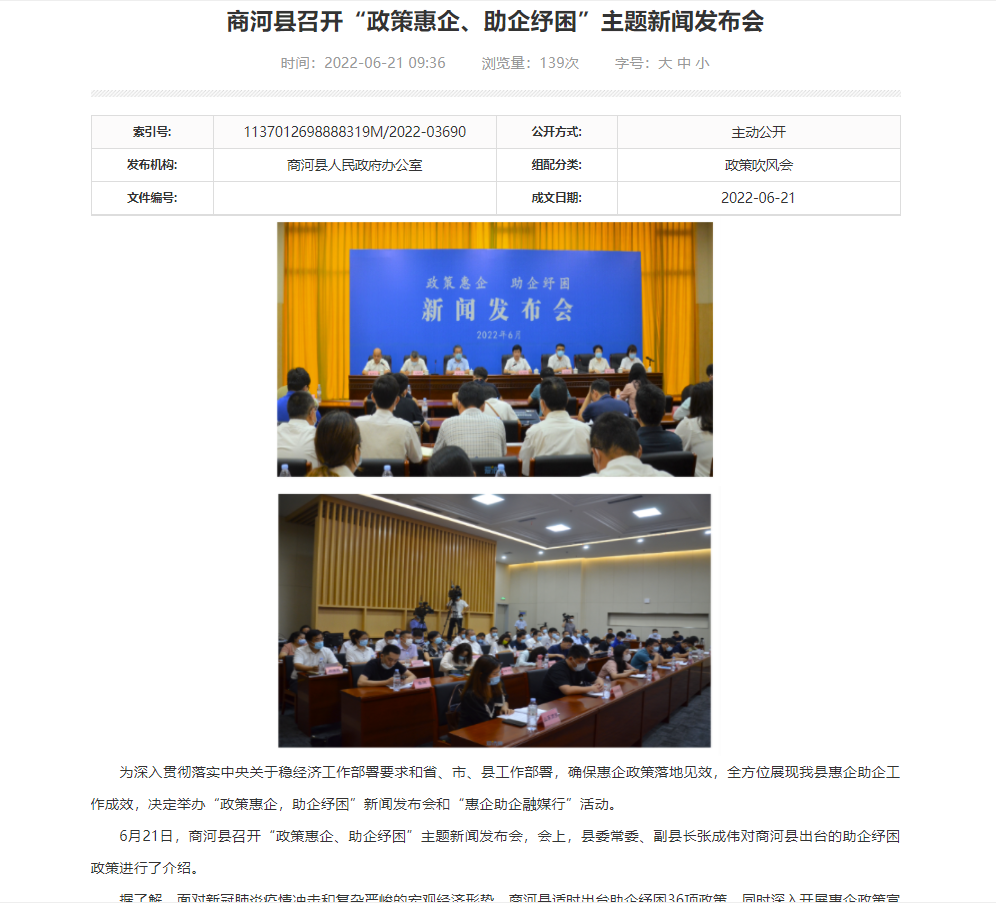 商河县召开“政策惠企、助企纾困”主题新闻发布会
时间：2022-06-21 09:36 浏览量：139次 字号：大 中 小
索引号: 1137012698888319M/2022-03690 公开方式: 主动公开
发布机构: 商河县人民政府办公室 组配分类: 政策吹风会
文件编号: 成文日期: 2022-06-21
政策惠企 助企纾困
新闻发布会
2022年6月
为深入贯彻落实中央关于稳经济工作部署要求和省、市、县工作部署，确保惠企政策落地见效，全方位展现我县惠企助企工
作成效，决定举办“政策惠企，助企纾困”新闻发布会和“惠企助企融媒行”活动。
6月21日，商河县召开“政策惠企、助企纾困”主题新闻发布会，会上，县委常委、副县长张成伟对商河县出台的助企纾困
政策进行了介绍。
据了解，面对新冠肺炎疫情冲击和复杂严峻的宏观经济形势，商河县适时出台助企纾困36项政策，同时深入开展惠企政策宣